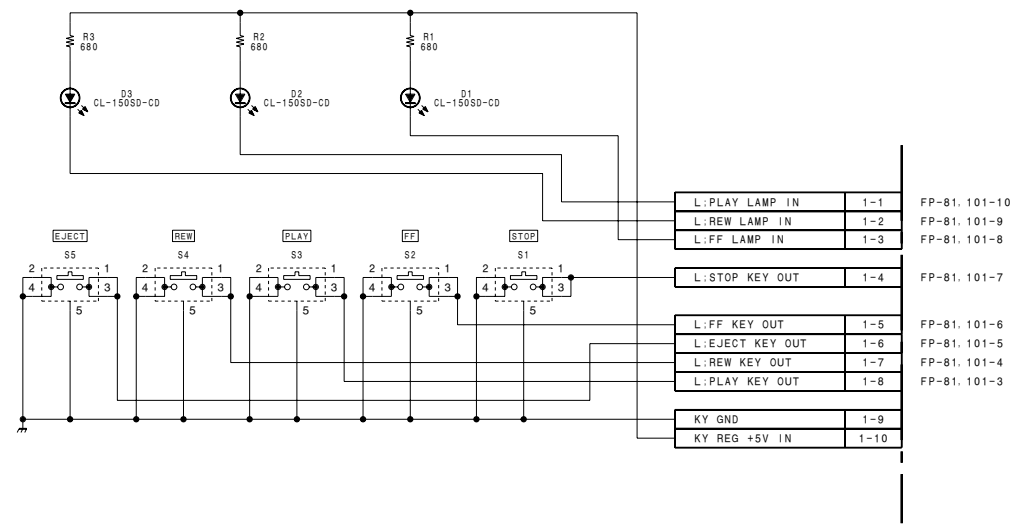 R3 R2 R1
680 680 680
D3 D2 D1
CL-150SD-CD CL-150SD-CD CL-150SD-CD
L:PLAY LAMP IN 1-1 FP-81, 101-10
L:REW LAMP IN 1-2 FP-81, 101-9
L:FF LAMP IN 1-3 FP-81, 101-8
EJECT REW PLAY FF STOP
S5 S4 S3 S2 S1
2 1 2 1 2 1 2 1 2 1
L:STOP KEY OUT 1-4 FP-81, 101-7
4 3 4 3 4 3 4 3 4 3
5 5 5 5 5
L:FF KEY OUT 1-5 FP-81, 101-6
L:EJECT KEY OUT 1-6 FP-81, 101-5
L:REW KEY OUT 1-7 FP-81, 101-4
L:PLAY KEY OUT 1-8 FP-81, 101-3
KY GND 1-9
KY REG +5V IN 1-10